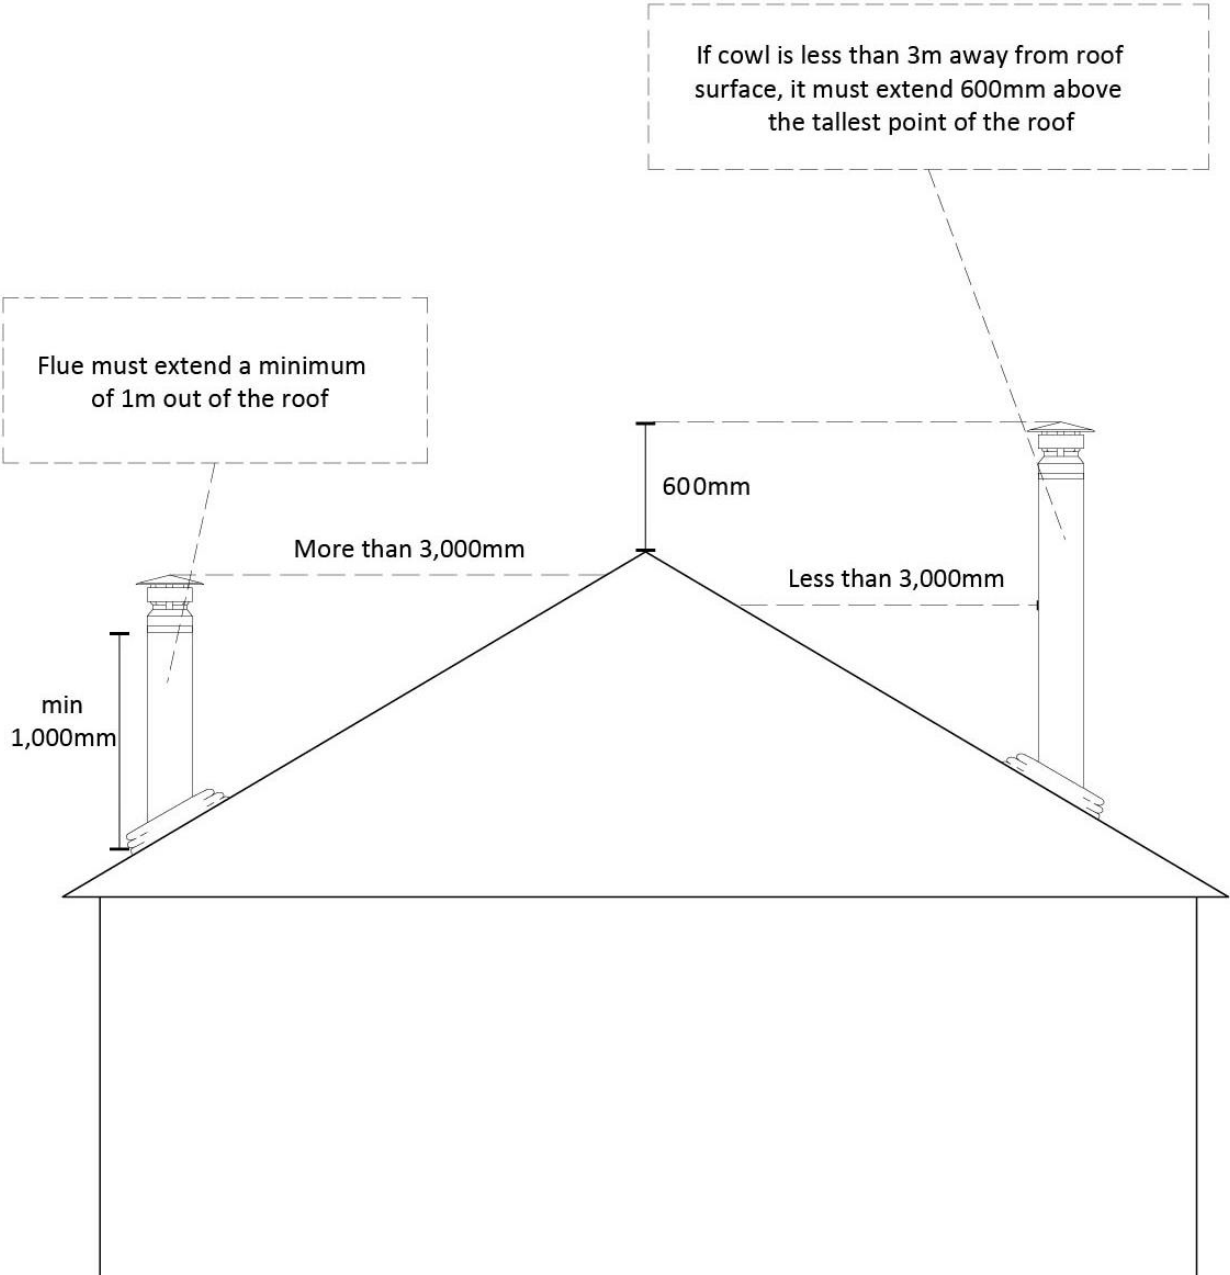 If cowl is less than 3m away from roof
surface, it must extend 600mm above
the tallest point of the roof
Flue must extend a minimum
of 1m out of the roof
600mm
More than 3,000mm
Less than 3,000mm
min
1,000mm